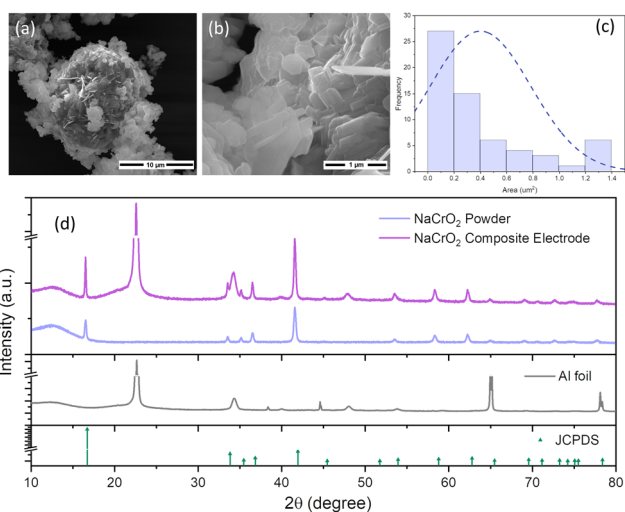 (a)
10 µm
(b)
1 µm
(c)
Frequency
30
25
20
15
10
5
0
0.0 0.2 0.4 0.6 0.8 1.0 1.2 1.4
Area (um²)
(d)
NaCrO₂ Powder
NaCrO₂ Composite Electrode
Intensity (a.u.)
Al foil
JCPDS
10 20 30 40 50 60 70 80
2θ (degree)